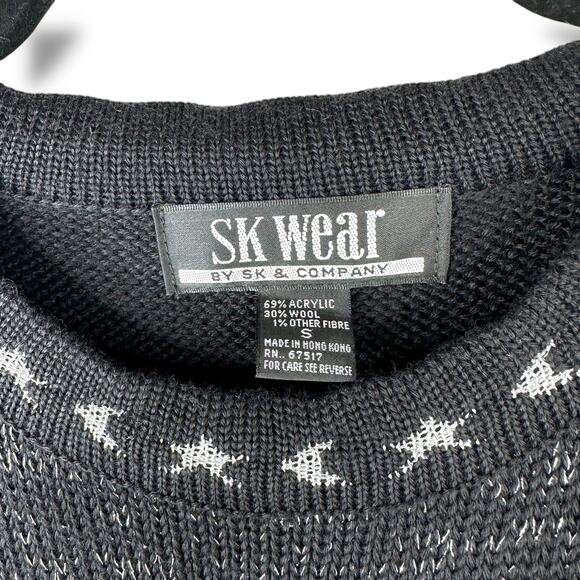 SK wear
BY SK & COMPANY
69% ACRYLIC
30% WOOL
1% OTHER FIBRE
S
MADE IN HONG KONG
RN.. 67517
FOR CARE SEE REVERSE